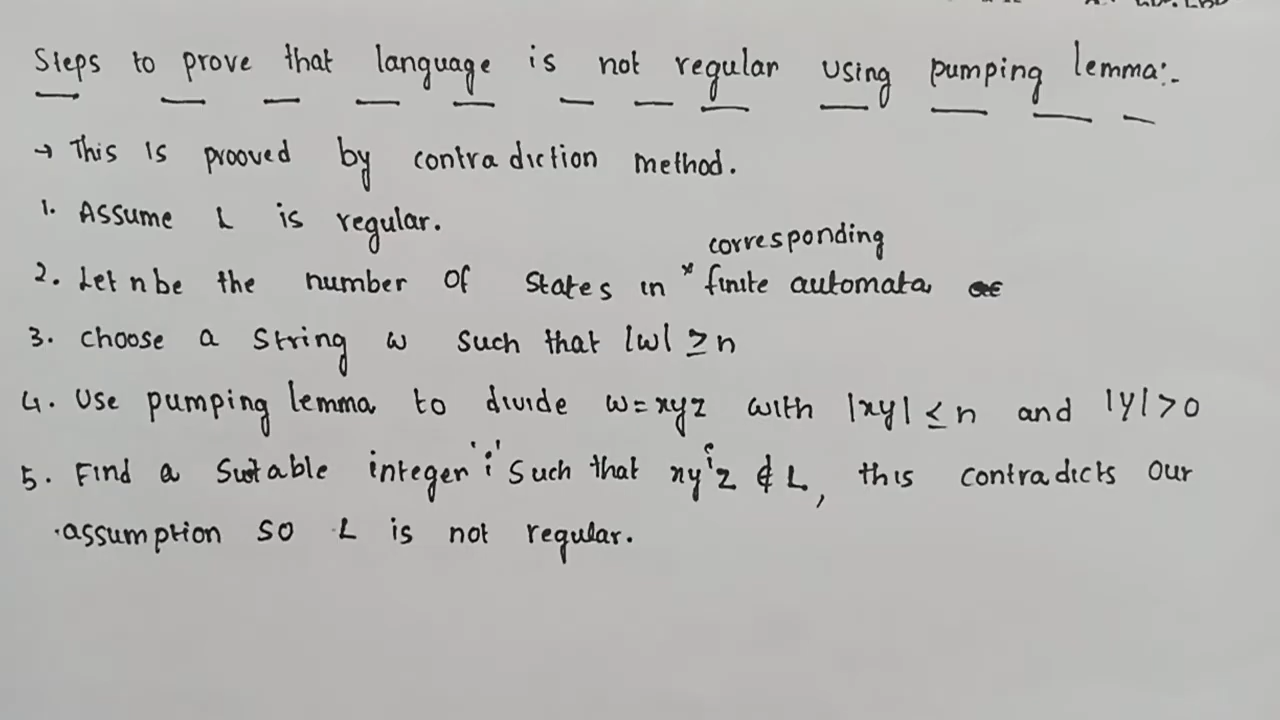 Steps to prove that language is not regular using pumping lemma:-
→ This is prooved by contradiction method.
1. Assume L is regular.
corresponding
2. Let n be the number of states in * finite automata
3. choose a string w such that |w| ≥ n
4. Use pumping lemma to divide w=xyz with |xy| ≤ n and |y| > 0
5. Find a suitable integer 'i' such that xyⁱz ∉ L, this contradicts our
assumption so L is not regular.